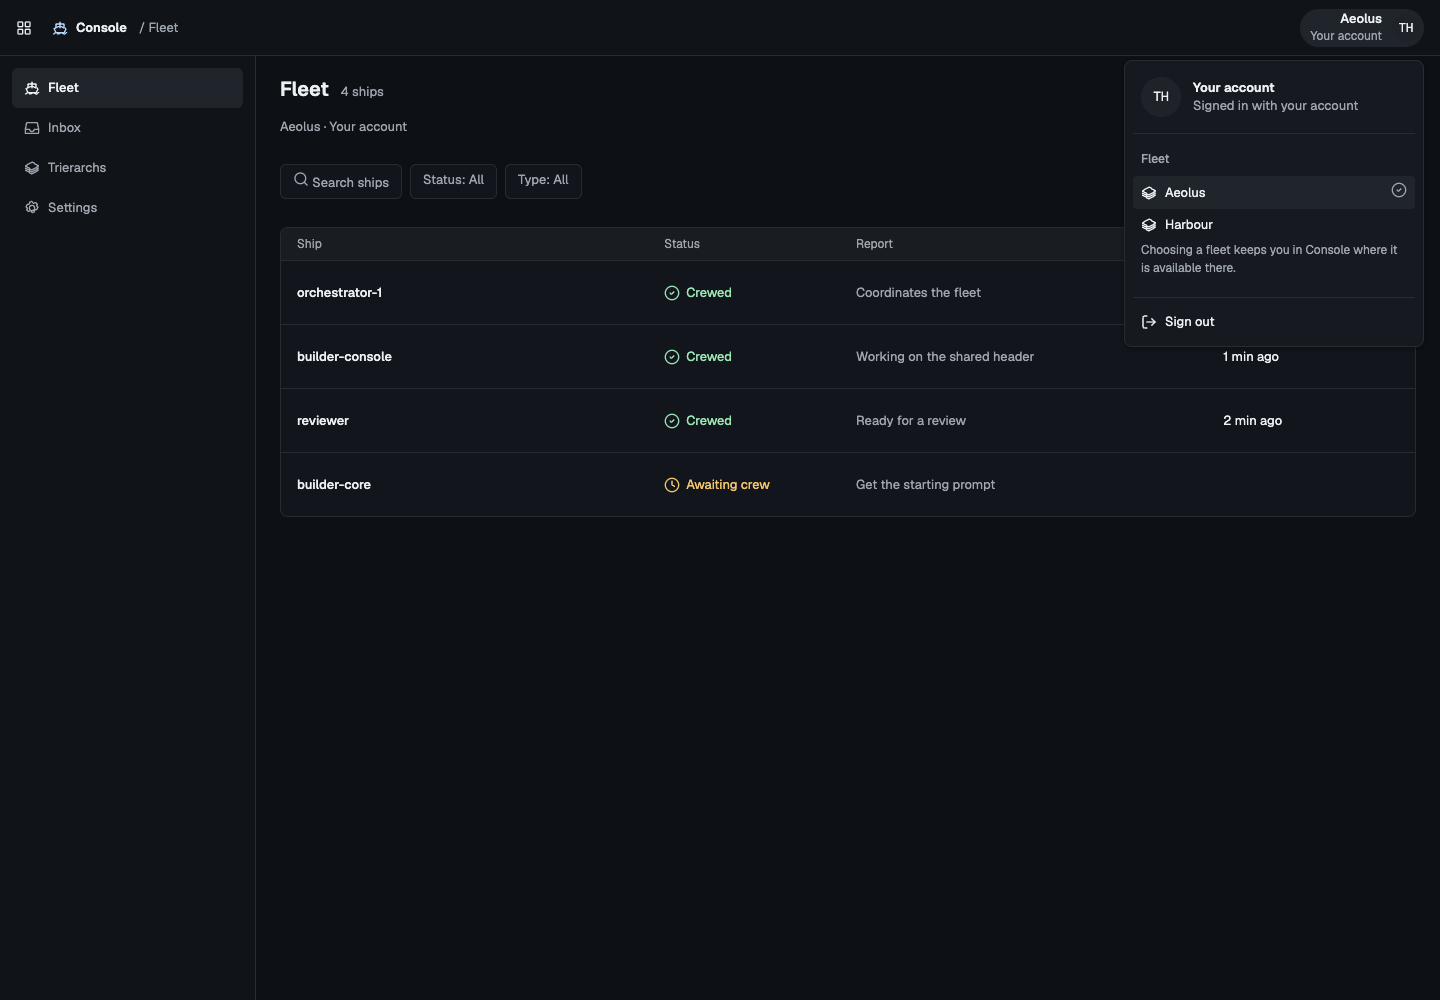 Console / Fleet
Aeolus
Your account
TH
Fleet
Inbox
Trierarchs
Settings
Fleet 4 ships
Aeolus · Your account
Search ships
Status: All
Type: All
Ship Status Report
orchestrator-1 Crewed Coordinates the fleet
builder-console Crewed Working on the shared header 1 min ago
reviewer Crewed Ready for a review 2 min ago
builder-core Awaiting crew Get the starting prompt
TH
Your account
Signed in with your account
Fleet
Aeolus
Harbour
Choosing a fleet keeps you in Console where it
is available there.
Sign out